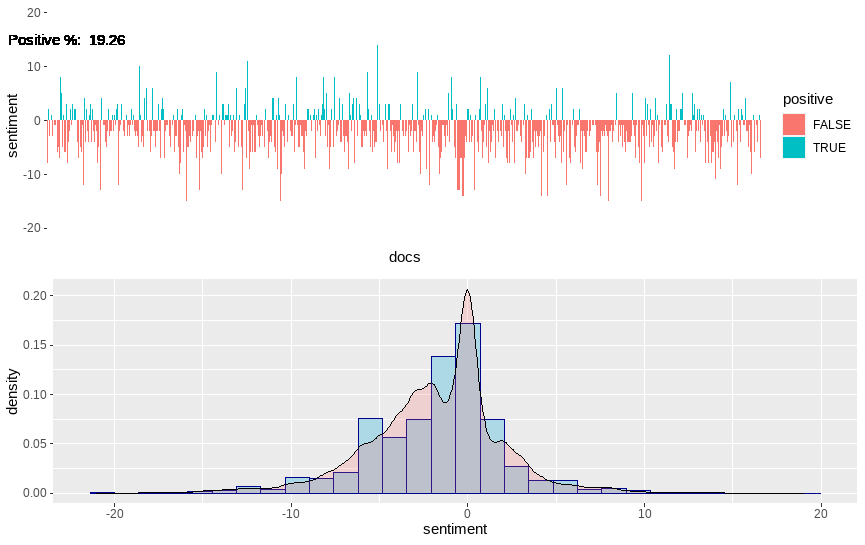 20
Positive %: 19.26
10
0
-10
-20
sentiment
docs
positive
FALSE
TRUE
0.20
0.15
0.10
0.05
0.00
density
-20
-10
0
10
20
sentiment